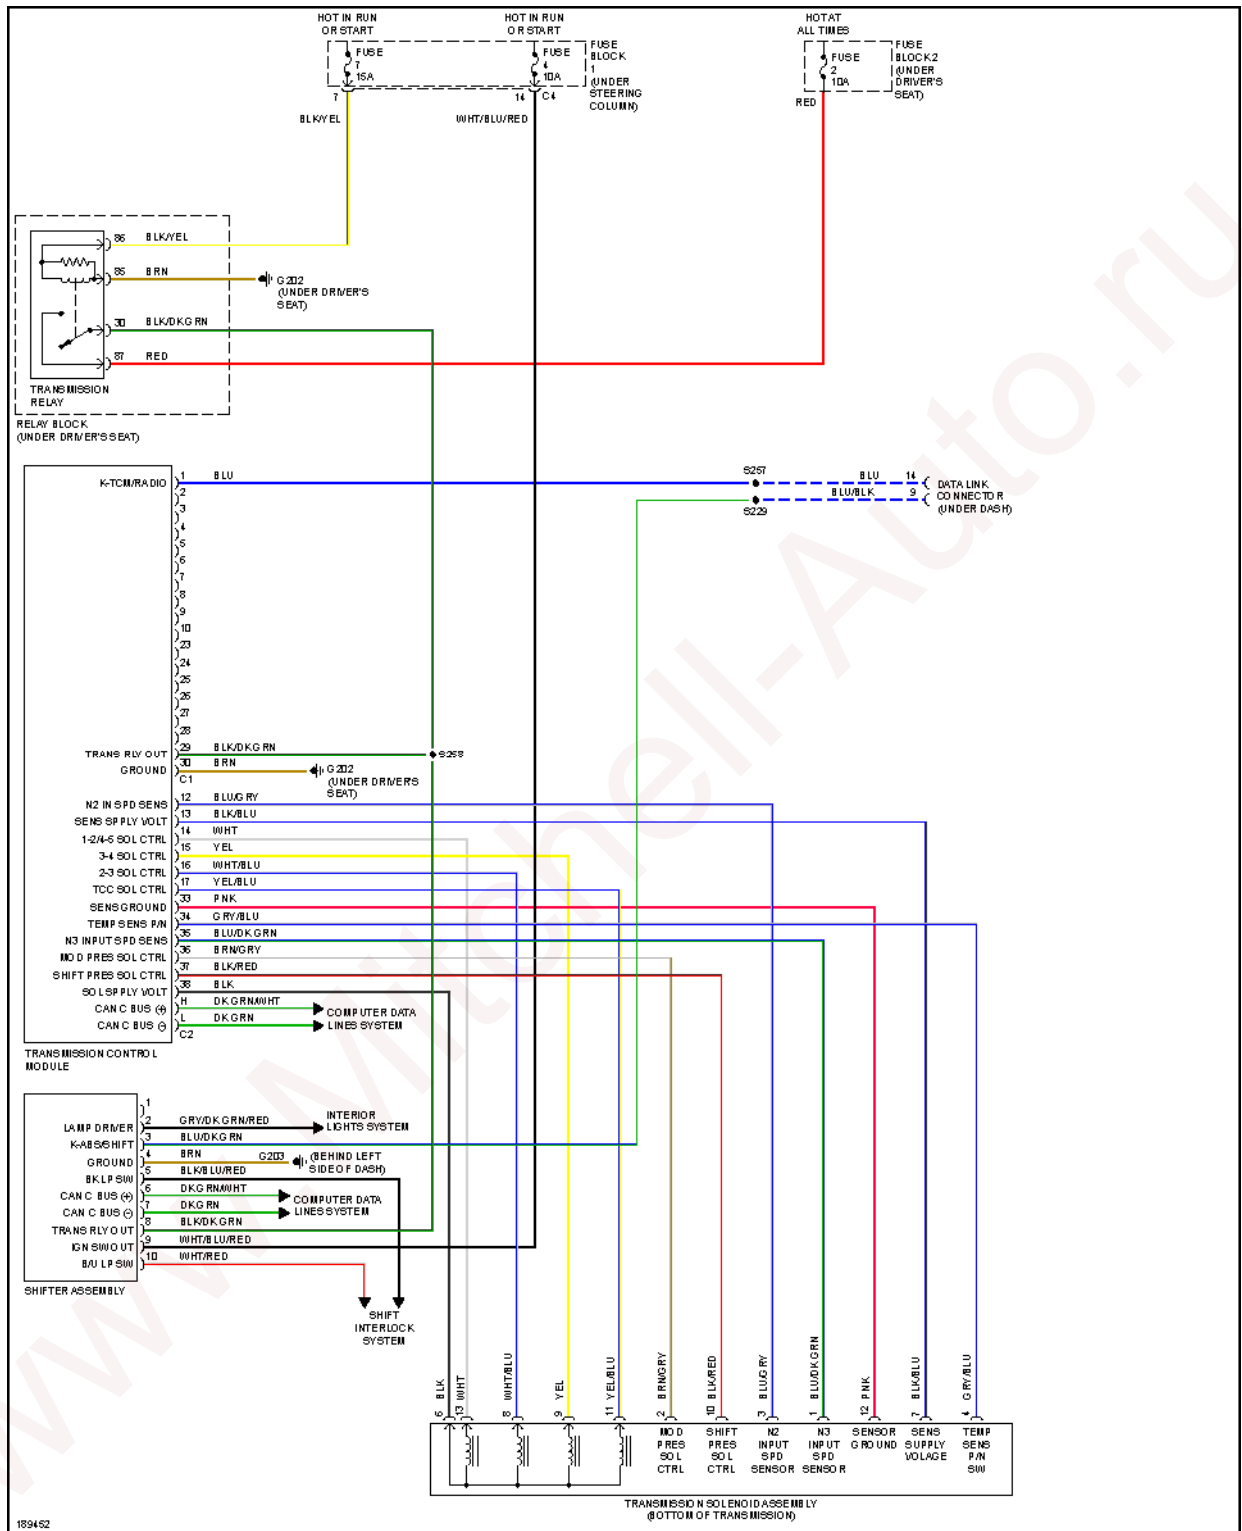 HOT IN RUN
OR START
HOT IN RUN
OR START
HOT AT
ALL TIMES
FUSE
7
15A
FUSE
4
10A
FUSE
BLOCK
1
(UNDER
STEERING
COLUMN)
FUSE
2
10A
FUSE
BLOCK 2
(UNDER
DRIVER'S
SEAT)
7
14
C4
RED
BLK/YEL
WHT/BLU/RED
86 BLK/YEL
85 BRN
G202
(UNDER DRIVER'S
SEAT)
30 BLK/DKGRN
87 RED
TRANSMISSION
RELAY
RELAY BLOCK
(UNDER DRIVER'S SEAT)
K-TCM/RADIO 1 BLU
S257
BLU 14
DATA LINK
CONNECTOR
(UNDER DASH)
BLU/BLK 9
S229
2
3
4
5
6
7
8
9
10
23
24
25
26
27
28
TRANS RLY OUT 29 BLK/DKGRN
S258
GROUND 30 BRN
C1
G202
(UNDER DRIVER'S
SEAT)
N2 IN SPD SENS 12 BLU/GRY
SENS SPPLY VOLT 13 BLK/BLU
1-2/4-5 SOL CTRL 14 WHT
3-4 SOL CTRL 15 YEL
2-3 SOL CTRL 16 WHT/BLU
TCC SOL CTRL 17 YEL/BLU
SENS GROUND 33 PNK
TEMP SENS P/N 34 GRY/BLU
N3 INPUT SPD SENS 35 BLU/DKGRN
MOD PRES SOL CTRL 36 BRN/GRY
SHIFT PRES SOL CTRL 37 BLK/RED
SOL SPPLY VOLT 38 BLK
CAN C BUS (+) H DKGRN/WHT
CAN C BUS (-) L DKGRN
C2
COMPUTER DATA
LINES SYSTEM
TRANSMISSION CONTROL
MODULE
1
LAMP DRIVER 2 GRY/DKGRN/RED
INTERIOR
LIGHTS SYSTEM
K-ABS/SHIFT 3 BLU/DKGRN
GROUND 4 BRN
G203
(BEHIND LEFT
SIDE OF DASH)
BKLP SW 5 BLK/BLU/RED
CAN C BUS (+) 6 DKGRN/WHT
CAN C BUS (-) 7 DKGRN
COMPUTER DATA
LINES SYSTEM
TRANS RLY OUT 8 BLK/DKGRN
IGN SW OUT 9 WHT/BLU/RED
B/U LP SW 10 WHT/RED
SHIFTER ASSEMBLY
SHIFT
INTERLOCK
SYSTEM
6 BLK
13 WHT
8 WHT/BLU
9 YEL
11 YEL/BLU
2 BRN/GRY
10 BLK/RED
3 BLU/GRY
1 BLU/DKGRN
12 PNK
7 BLK/BLU
4 GRY/BLU
MOD
PRES
SOL
CTRL
SHIFT
PRES
SOL
CTRL
N2
INPUT
SPD
SENSOR
N3
INPUT
SPD
SENSOR
SENSOR
GROUND
SENS
SUPPLY
VOLAGE
TEMP
SENS
P/N
SW
TRANSMISSION SOLENOID ASSEMBLY
(BOTTOM OF TRANSMISSION)
189452
www.Mitchell-Auto.ru